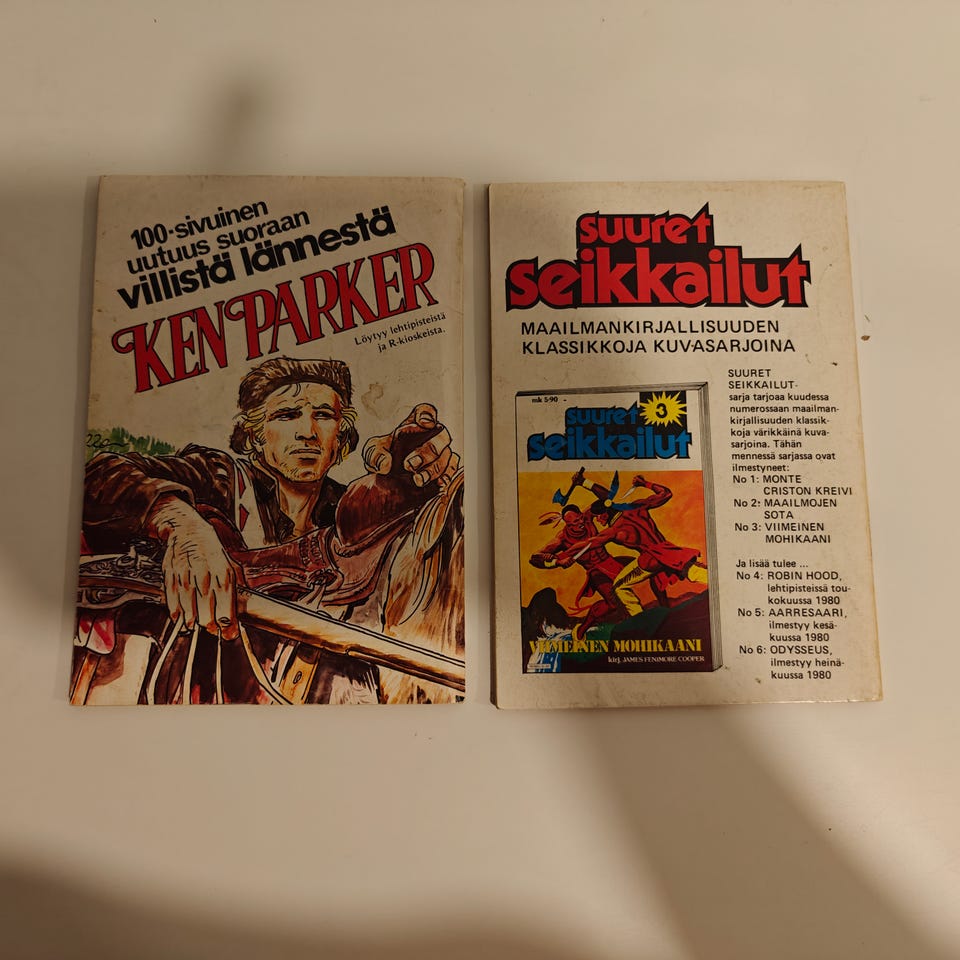 100-sivuinen
uutuus suoraan
villistä lännestä
KEN PARKER
Löytyy lehtipisteistä
ja R-kioskeista.
suuret
seikkailut
MAAILMANKIRJALLISUUDEN
KLASSIKKOJA KUVASARJOINA
SUURET
SEIKKAILUT-
sarja tarjoaa kuudessa
numerossaan maailman-
kirjallisuuden klassik-
koja värikkäinä kuva-
sarjoina. Tähän
mennessä sarjassa ovat
ilmestyneet:
No 1: MONTE
CRISTON KREIVI
No 2: MAAILMOJEN
SOTA
No 3: VIIMEINEN
MOHIKAANI
Ja lisää tulee ...
No 4: ROBIN HOOD,
lehtipisteissä tou-
kokuussa 1980
No 5: AARRESAARI,
ilmestyy kesä-
kuussa 1980
No 6: ODYSSEUS,
ilmestyy heinä-
kuussa 1980
mk 5·90
suuret 3
seikkailut
VIIMEINEN MOHIKAANI
kirj. JAMES FENIMORE COOPER